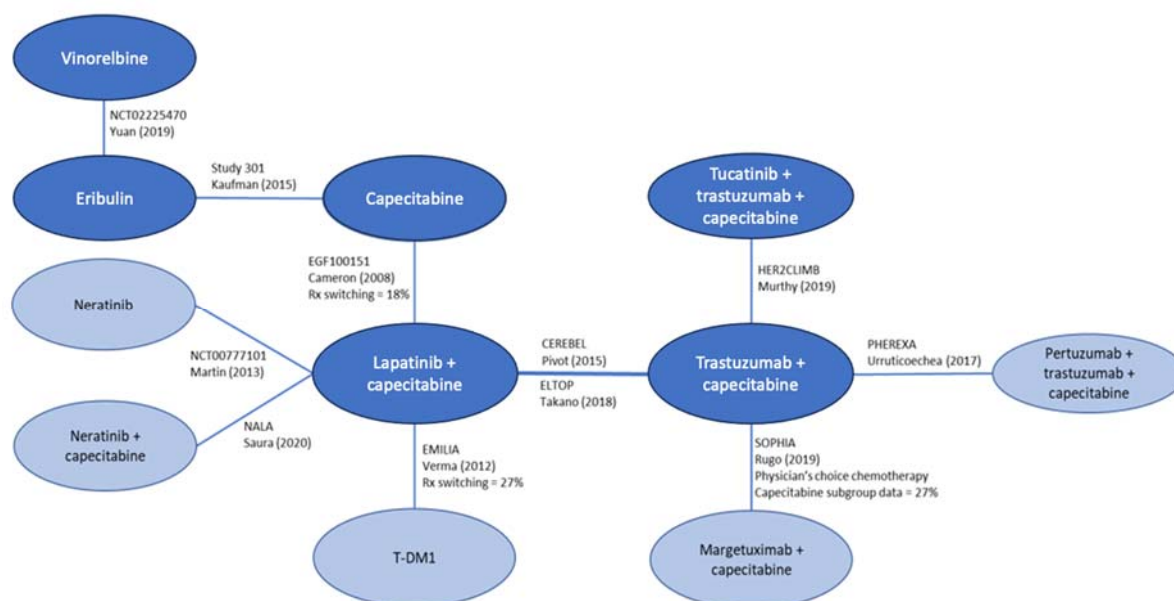 Vinorelbine
NCT02225470
Yuan (2019)
Eribulin
Study 301
Kaufman (2015)
Capecitabine
Tucatinib +
trastuzumab +
capecitabine
EGF100151
Cameron (2008)
Rx switching = 18%
HER2CLIMB
Murthy (2019)
Neratinib
NCT00777101
Martin (2013)
Lapatinib +
capecitabine
CEREBEL
Pivot (2015)
ELTOP
Takano (2018)
Trastuzumab +
capecitabine
PHEREXA
Urruticoechea (2017)
Pertuzumab +
trastuzumab +
capecitabine
Neratinib +
capecitabine
NALA
Saura (2020)
EMILIA
Verma (2012)
Rx switching = 27%
SOPHIA
Rugo (2019)
Physician's choice chemotherapy
Capecitabine subgroup data = 27%
T-DM1
Margetuximab +
capecitabine